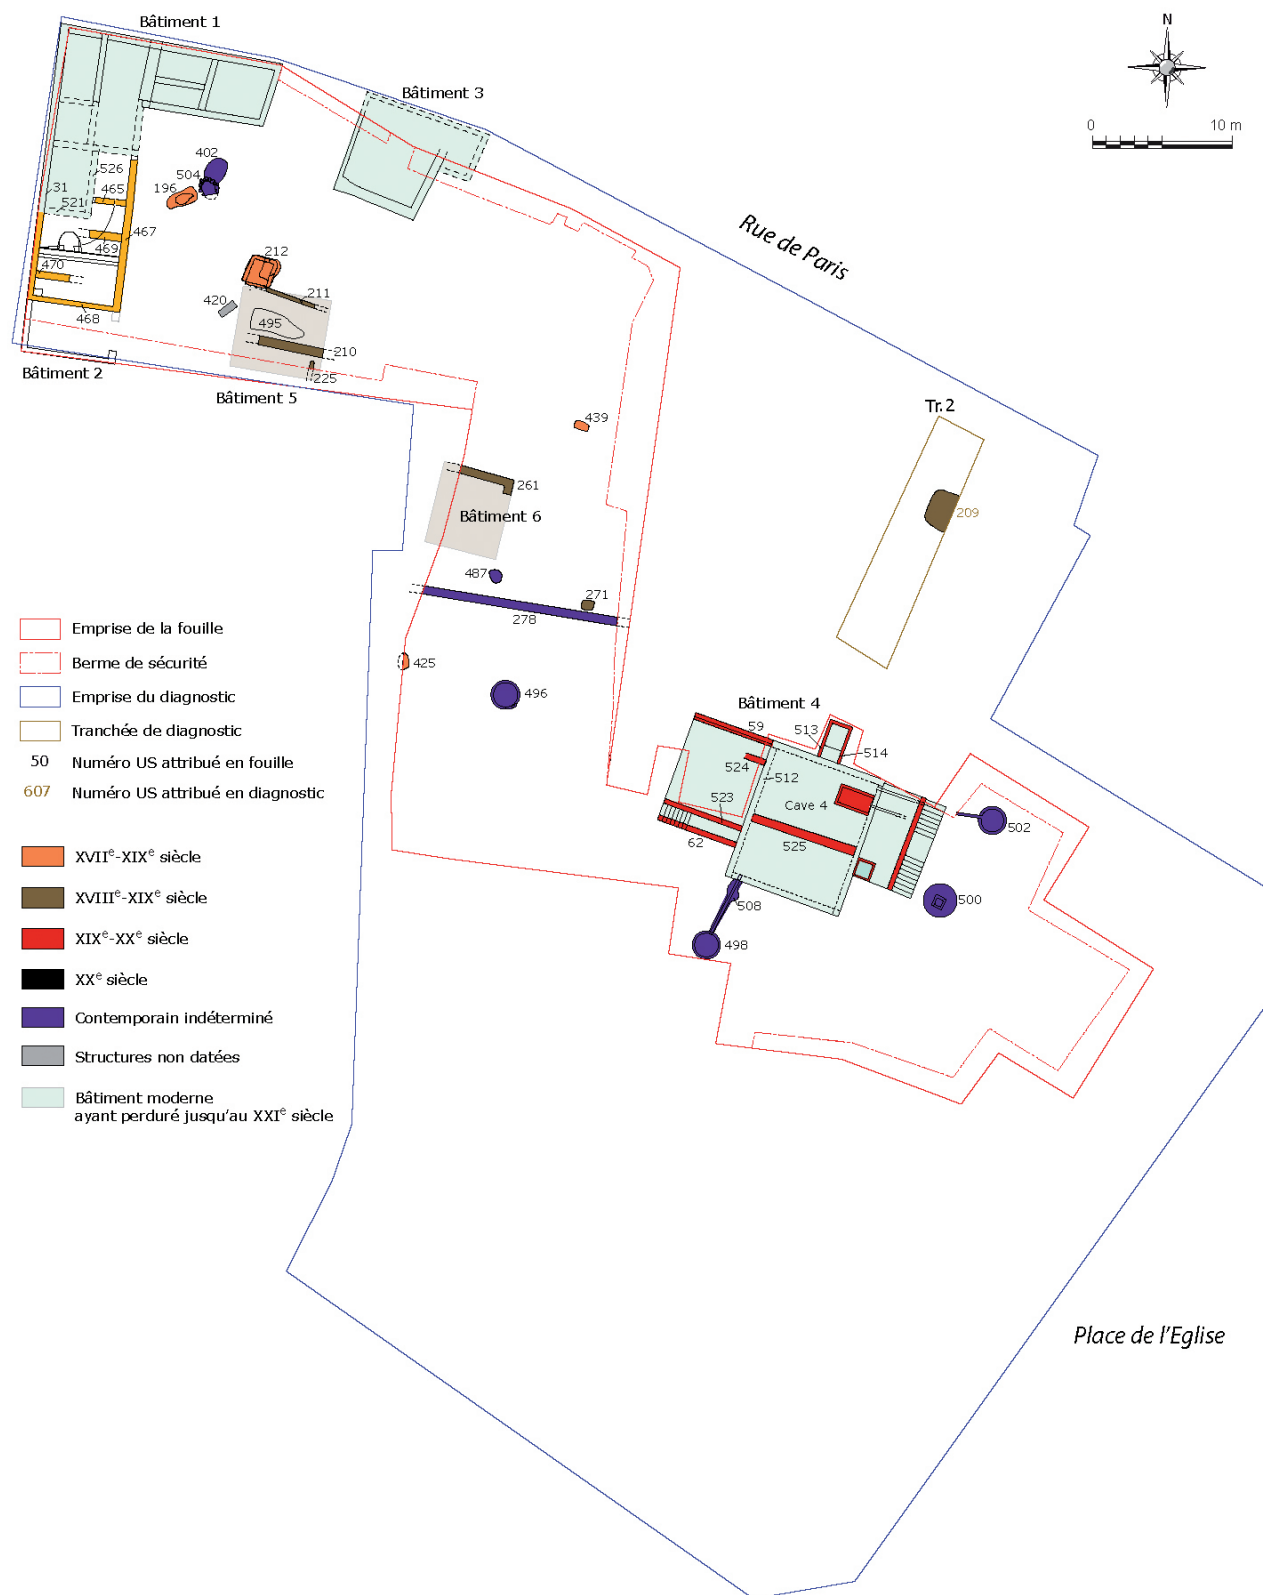 Bâtiment 1
N
0
10 m
Bâtiment 3
402
504
196
526
31
465
521
467
469
470
468
Bâtiment 2
212
211
420
495
210
225
Bâtiment 5
Rue de Paris
439
Tr.2
209
261
Bâtiment 6
487
271
278
425
496
Bâtiment 4
59
513
514
524
512
523
Cave 4
62
525
502
500
508
498
Emprise de la fouille
Berme de sécurité
Emprise du diagnostic
Tranchée de diagnostic
50 Numéro US attribué en fouille
607 Numéro US attribué en diagnostic
XVIIe-XIXe siècle
XVIIIe-XIXe siècle
XIXe-XXe siècle
XXe siècle
Contemporain indéterminé
Structures non datées
Bâtiment moderne
ayant perduré jusqu'au XXIe siècle
Place de l'Eglise